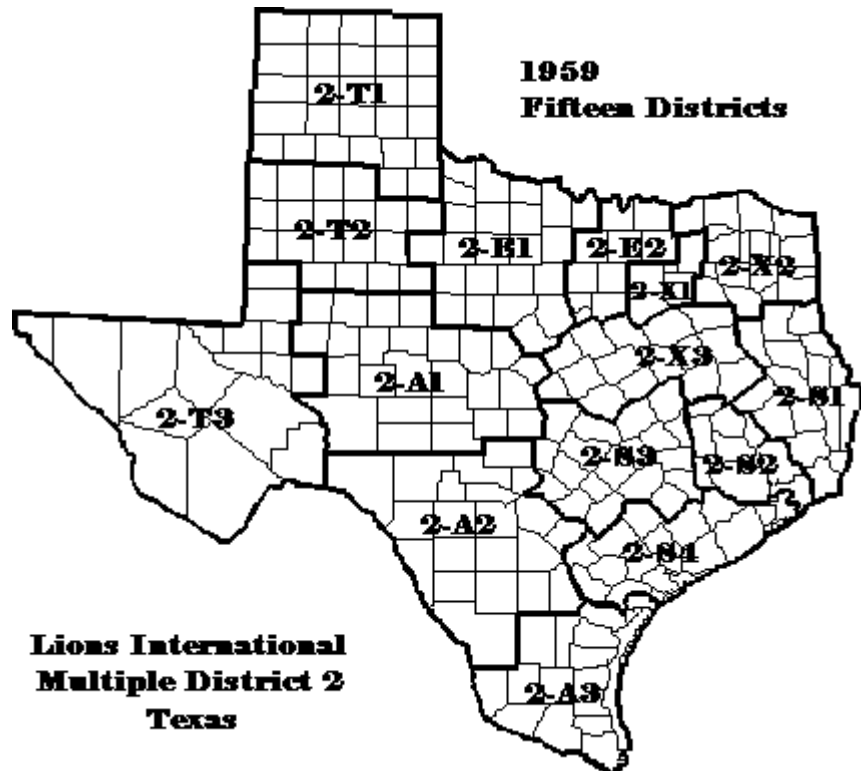 1959
Fifteen Districts
2-T1
2-T2
2-E1
2-E2
2-X2
2-X1
2-X3
2-A1
2-S1
2-T3
2-S3
2-S2
2-A2
2-S4
Lions International
Multiple District 2
Texas
2-A3